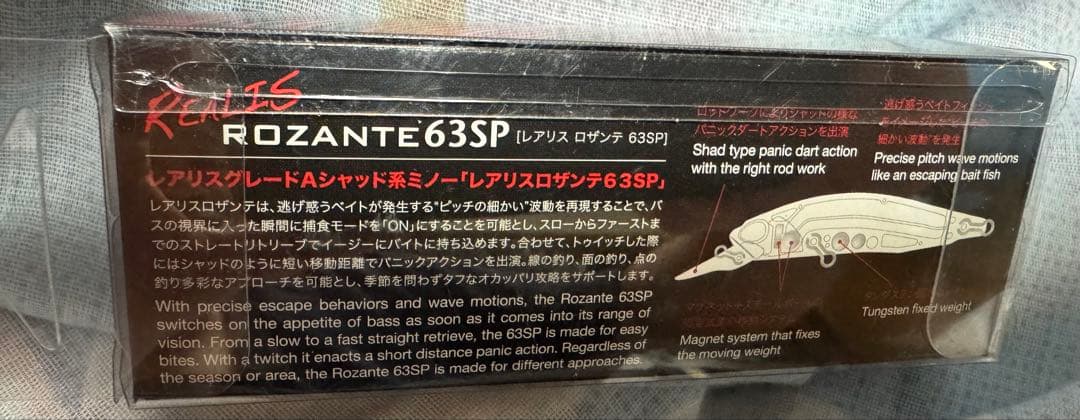 REALIS
ROZANTE 63SP [レアリス ロザンテ 63SP]
レアリスグレードAシャッド系ミノー「レアリスロザンテ63SP」
レアリスロザンテは、逃げ惑うベイトが発生する"ピッチの細かい"波動を再現することで、バ
スの視界に入った瞬間に捕食モードを「ON」にすることを可能とし、スローからファーストま
でのストレートリトリーブでイージーにバイトに持ち込めます。合わせて、トゥイッチした際
にはシャッドのように短い移動距離でパニックアクションを演出。線の釣り、面の釣り、点の
釣り多彩なアプローチを可能とし、季節を問わずタフなオカッパリ攻略をサポートします。
With precise escape behaviors and wave motions, the Rozante 63SP
switches on the appetite of bass as soon as it comes into its range of
vision. From a slow to a fast straight retrieve, the 63SP is made for easy
bites. With a twitch it enacts a short distance panic action. Regardless of
the season or area, the Rozante 63SP is made for different approaches.
パニックダートアクションを演出
Shad type panic dart action
with the right rod work
逃げ惑うベイトフィ
細かい波動"を発生
Precise pitch wave motions
like an escaping bait fish
Magnet system that fixes
the moving weight
Tungsten fixed weight